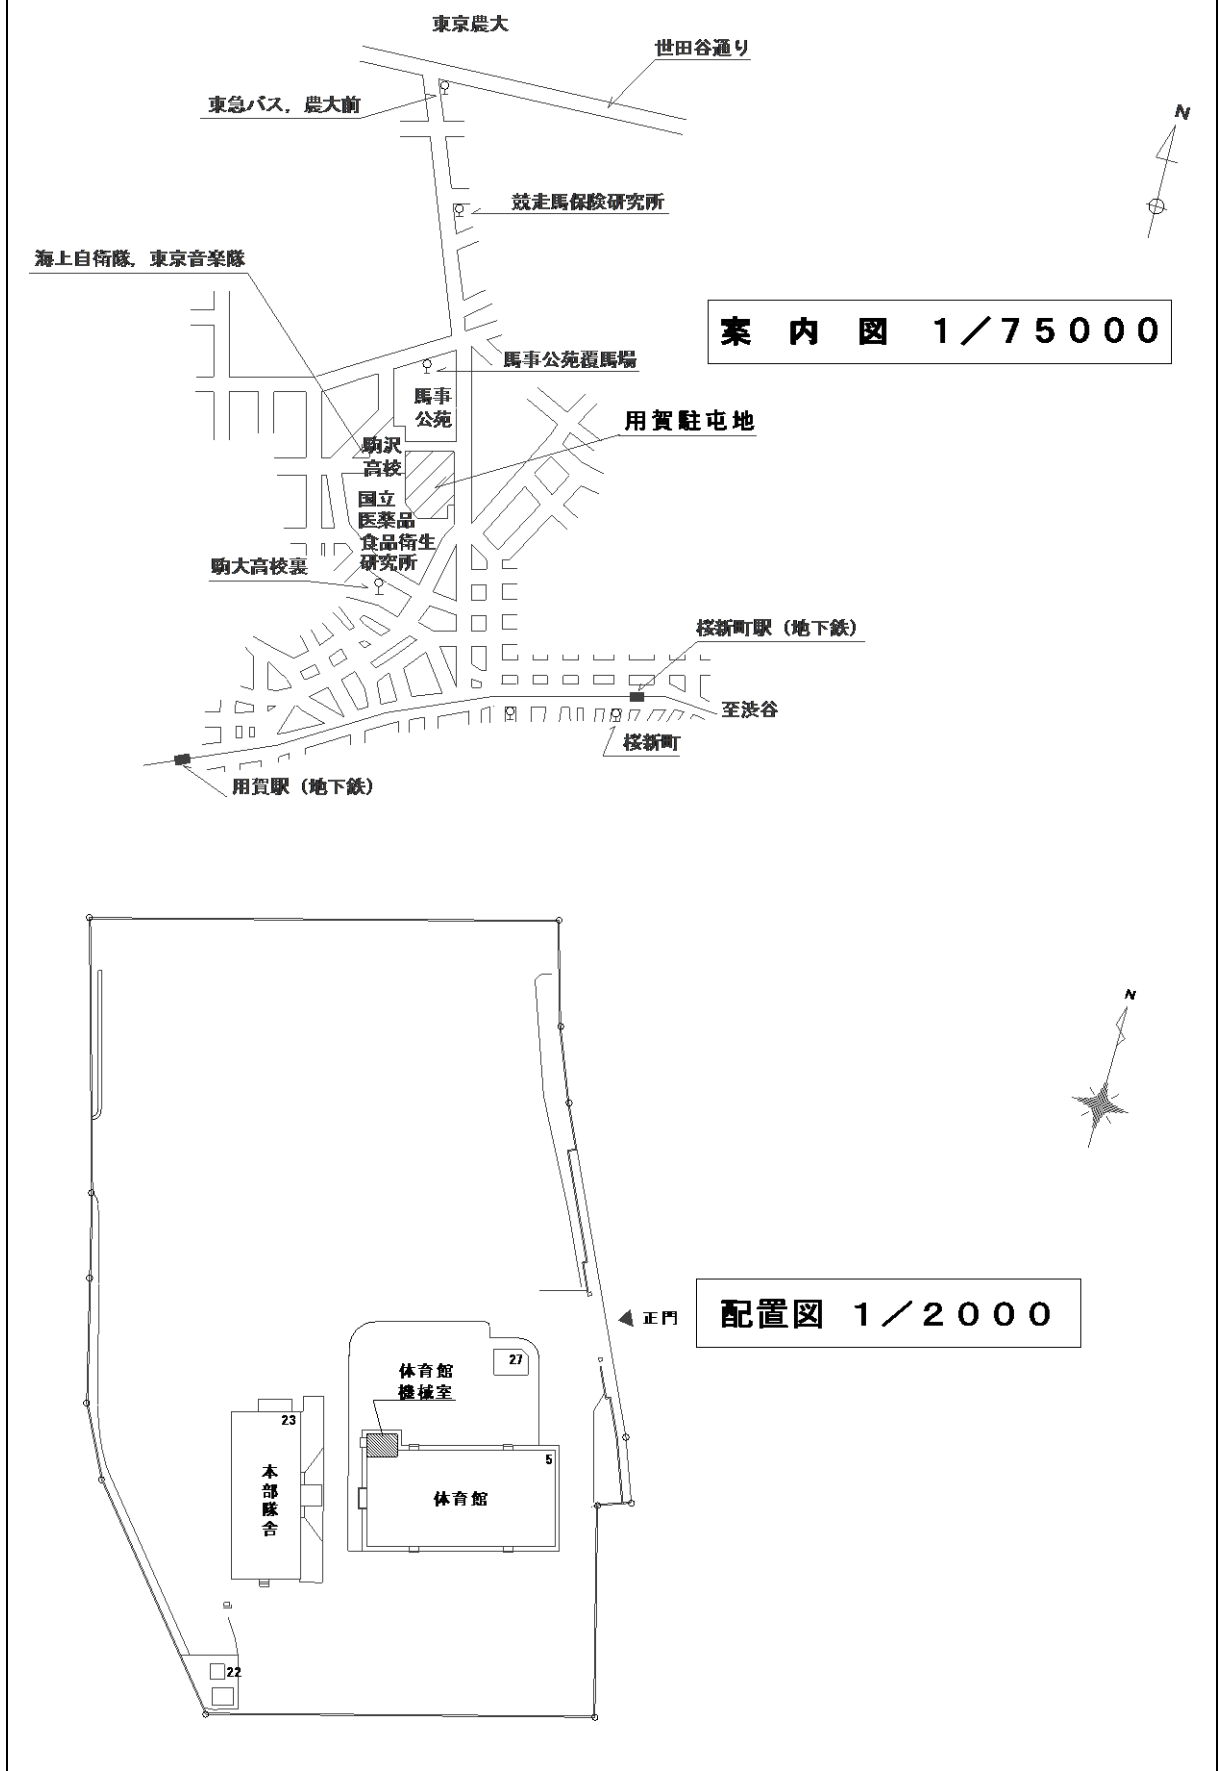 東京農大
世田谷通り
東急バス，農大前
N
競走馬保険研究所
海上自衛隊，東京音楽隊
案 内 図 １／７５０００
馬事公苑覆馬場
馬事
公苑
用賀駐屯地
駒沢
高校
国立
医薬品
食品衛生
研究所
駒大高校裏
桜新町駅（地下鉄）
至渋谷
桜新町
用賀駅（地下鉄）
N
正門
配置図 １／２０００
27
体育館
機械室
23
5
本部隊舎
体育館
22